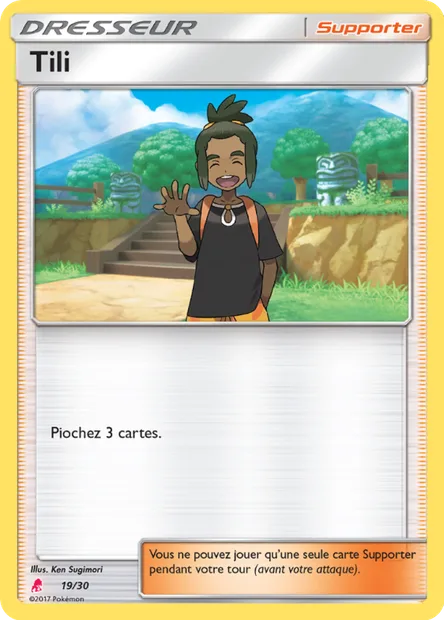 DRESSEUR
Supporter
Tili
Piochez 3 cartes.
Illus. Ken Sugimori
19/30
©2017 Pokémon
Vous ne pouvez jouer qu'une seule carte Supporter
pendant votre tour (avant votre attaque).